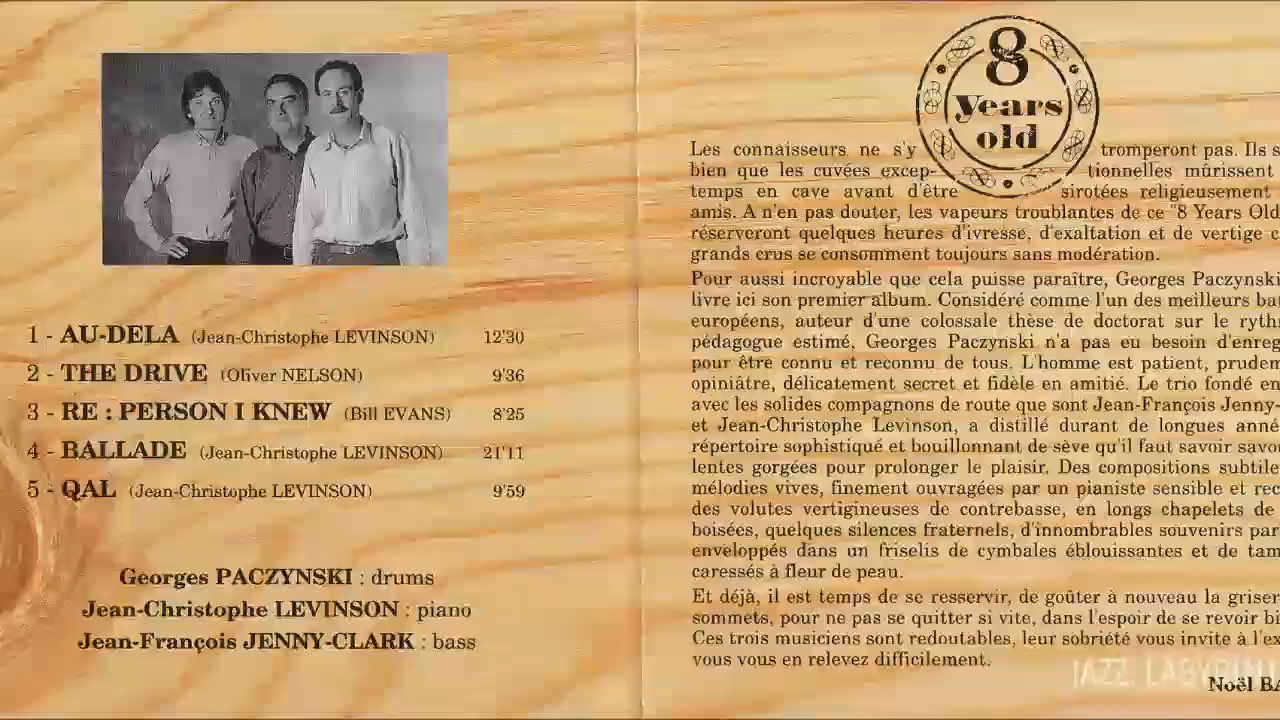 1 - AU-DELA (Jean-Christophe LEVINSON) 12'30
2 - THE DRIVE (Oliver NELSON) 9'36
3 - RE : PERSON I KNEW (Bill EVANS) 8'25
4 - BALLADE (Jean-Christophe LEVINSON) 21'11
5 - QAL (Jean-Christophe LEVINSON) 9'59
Georges PACZYNSKI : drums
Jean-Christophe LEVINSON : piano
Jean-François JENNY-CLARK : bass
8
Years
old
Les connaisseurs ne s'y tromperont pas. Ils s
bien que les cuvées excep-tionnelles mûrissent
temps en cave avant d'être sirotées religieusement
amis. A n'en pas douter, les vapeurs troublantes de ce "8 Years Old
réserveront quelques heures d'ivresse, d'exaltation et de vertige c
grands crus se consomment toujours sans modération.
Pour aussi incroyable que cela puisse paraître, Georges Paczynski
livre ici son premier album. Considéré comme l'un des meilleurs ba
européens, auteur d'une colossale thèse de doctorat sur le ryth
pédagogue estimé, Georges Paczynski n'a pas eu besoin d'enreg
pour être connu et reconnu de tous. L'homme est patient, pruden
opiniâtre, délicatement secret et fidèle en amitié. Le trio fondé en
avec les solides compagnons de route que sont Jean-François Jenny-
et Jean-Christophe Levinson, a distillé durant de longues anné
répertoire sophistiqué et bouillonnant de sève qu'il faut savoir savo
lentes gorgées pour prolonger le plaisir. Des compositions subtile
mélodies vives, finement ouvragées par un pianiste sensible et rec
des volutes vertigineuses de contrebasse, en longs chapelets de
boisées, quelques silences fraternels, d'innombrables souvenirs par
enveloppés dans un friselis de cymbales éblouissantes et de tam
caressés à fleur de peau.
Et déjà, il est temps de se resservir, de goûter à nouveau la griser
sommets, pour ne pas se quitter si vite, dans l'espoir de se revoir bi
Ces trois musiciens sont redoutables, leur sobriété vous invite à l'ex
vous vous en relevez difficilement.
Noël BA